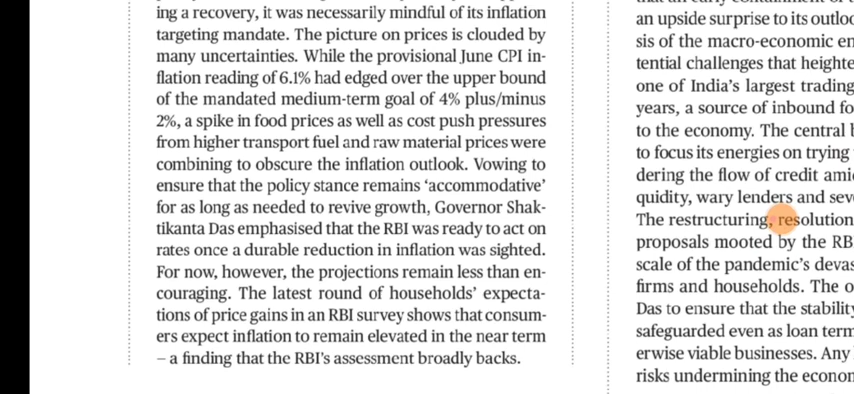 ing a recovery, it was necessarily mindful of its inflation
targeting mandate. The picture on prices is clouded by
many uncertainties. While the provisional June CPI in-
flation reading of 6.1% had edged over the upper bound
of the mandated medium-term goal of 4% plus/minus
2%, a spike in food prices as well as cost push pressures
from higher transport fuel and raw material prices were
combining to obscure the inflation outlook. Vowing to
ensure that the policy stance remains ‘accommodative’
for as long as needed to revive growth, Governor Shak-
tikanta Das emphasised that the RBI was ready to act on
rates once a durable reduction in inflation was sighted.
For now, however, the projections remain less than en-
couraging. The latest round of households’ expecta-
tions of price gains in an RBI survey shows that consum-
ers expect inflation to remain elevated in the near term
– a finding that the RBI’s assessment broadly backs.
an upside surprise to its outloo
sis of the macro-economic en
tential challenges that heighte
one of India’s largest trading
years, a source of inbound fo
to the economy. The central
to focus its energies on trying
dering the flow of credit ami
quidity, wary lenders and sev
The restructuring, resolution
proposals mooted by the RB
scale of the pandemic’s devas
firms and households. The o
Das to ensure that the stability
safeguarded even as loan term
erwise viable businesses. Any
risks undermining the econom